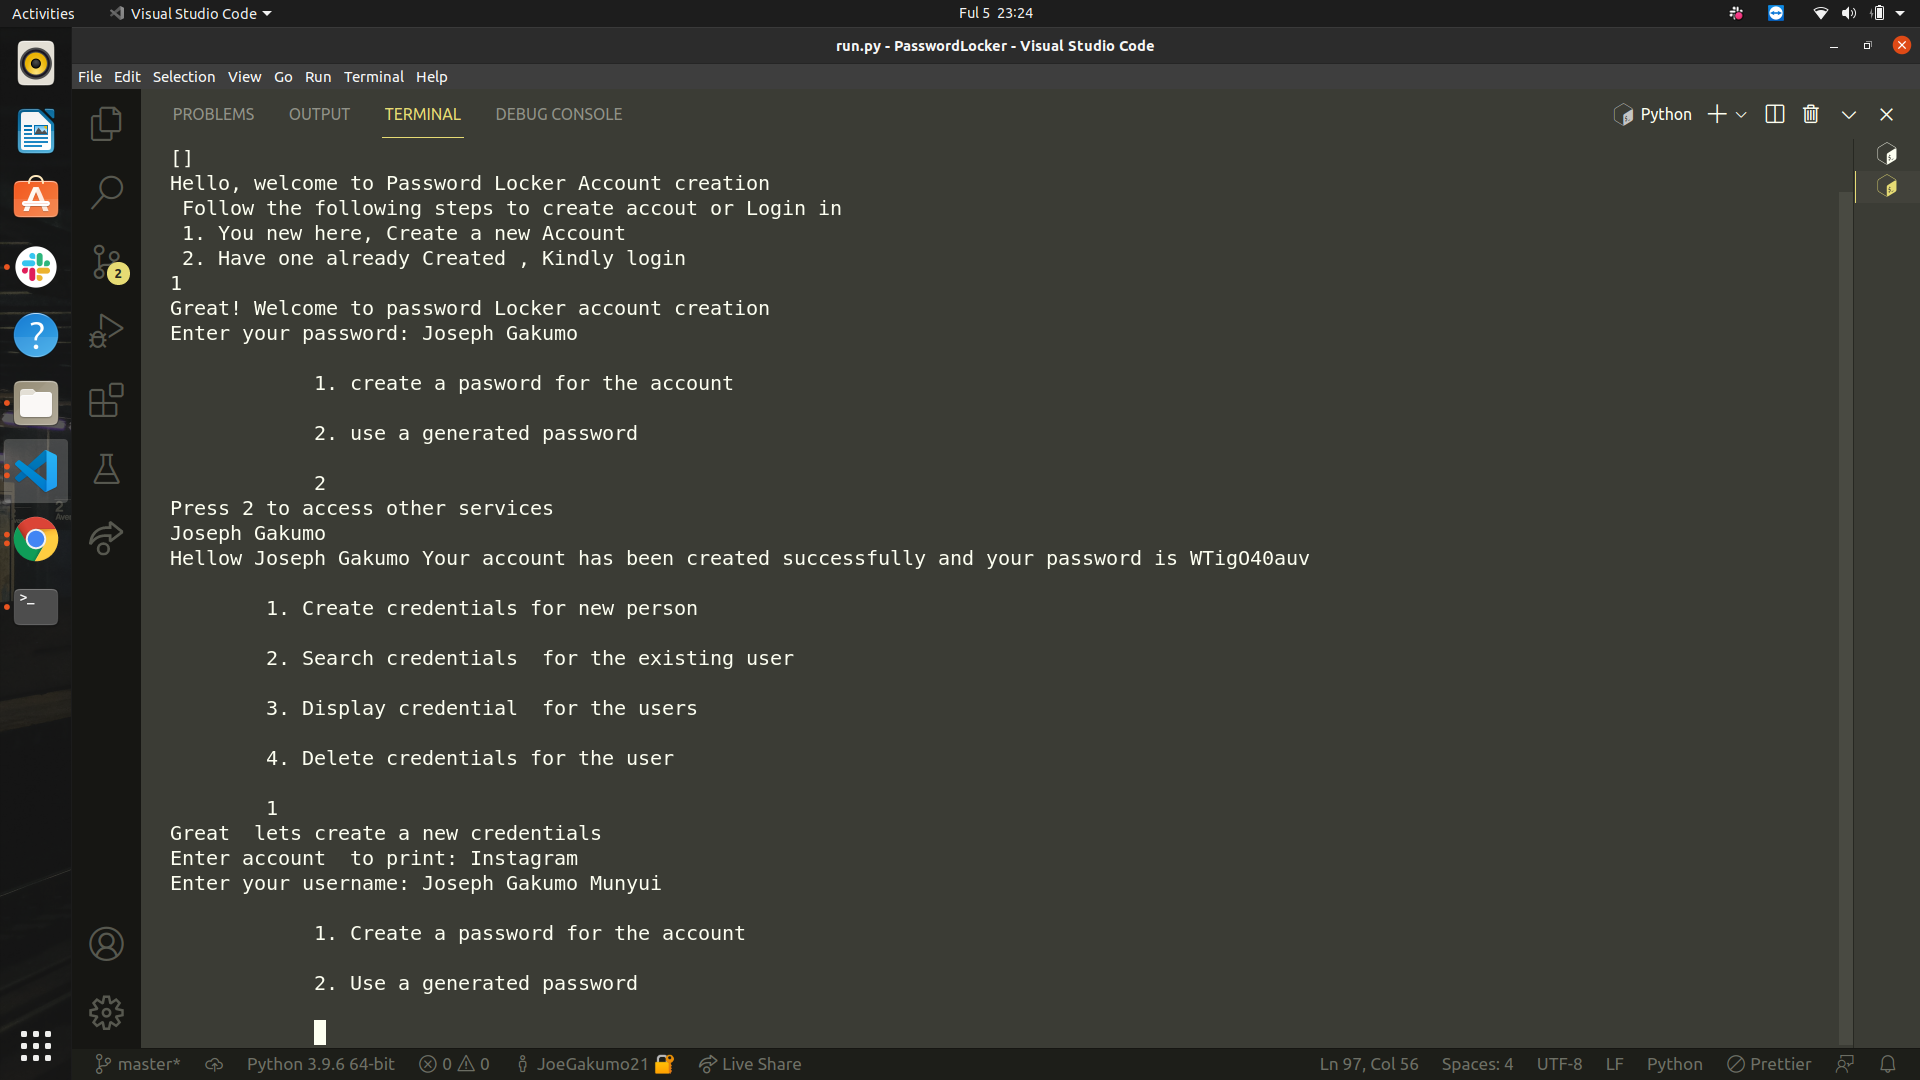 Activities
Visual Studio Code
Ful 5 23:24
run.py - PasswordLocker - Visual Studio Code
File Edit Selection View Go Run Terminal Help
PROBLEMS OUTPUT TERMINAL DEBUG CONSOLE
Python
[]
Hello, welcome to Password Locker Account creation
Follow the following steps to create accout or Login in
1. You new here, Create a new Account
2. Have one already Created , Kindly login
1
Great! Welcome to password Locker account creation
Enter your password: Joseph Gakumo
1. create a pasword for the account
2. use a generated password
2
Press 2 to access other services
Joseph Gakumo
Hellow Joseph Gakumo Your account has been created successfully and your password is WTigO40auv
1. Create credentials for new person
2. Search credentials  for the existing user
3. Display credential  for the users
4. Delete credentials for the user
1
Great  lets create a new credentials
Enter account  to print: Instagram
Enter your username: Joseph Gakumo Munyui
1. Create a password for the account
2. Use a generated password
2
master* Python 3.9.6 64-bit 0 0 JoeGakumo21 Live Share Ln 97, Col 56 Spaces: 4 UTF-8 LF Python Prettier